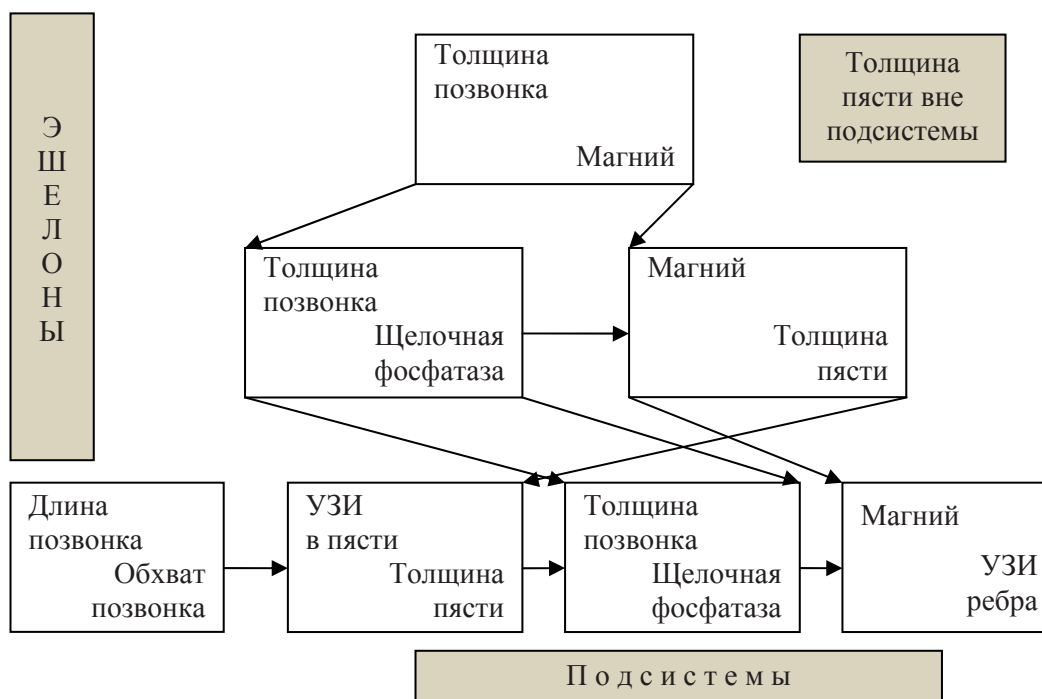 Э
Ш
Е
Л
О
Н
Ы
Толщина
позвонка
Магний
Толщина
пясти вне
подсистемы
Толщина
позвонка
Щелочная
фосфатаза
Магний
Толщина
пясти
Длина
позвонка
Обхват
позвонка
УЗИ
в пясти
Толщина
пясти
Толщина
позвонка
Щелочная
фосфатаза
Магний
УЗИ
ребра
П о д с и с т е м ы